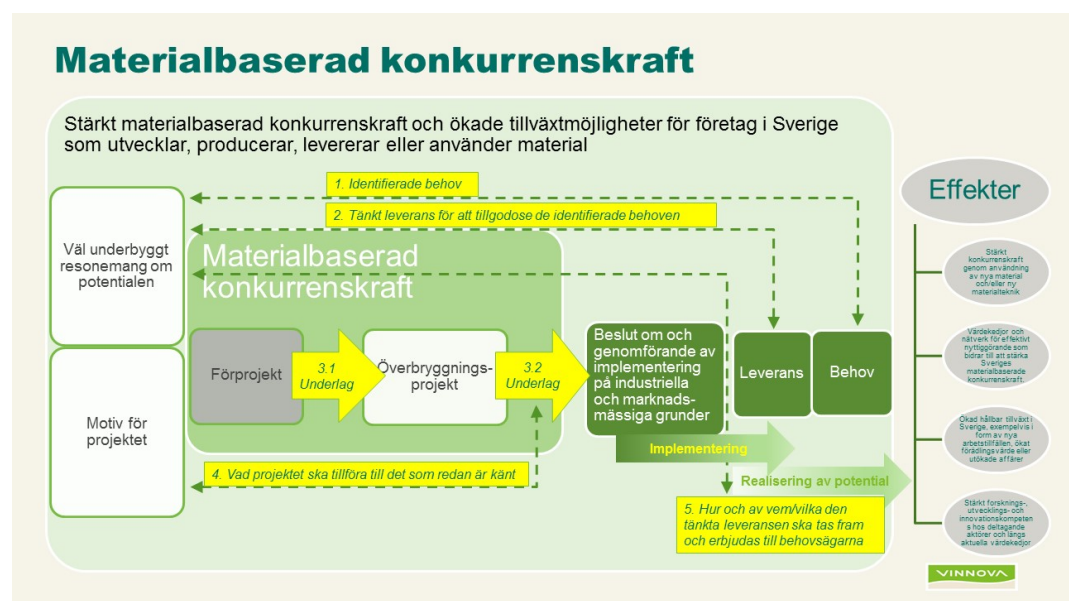 Materialbaserad konkurrenskraft
Stärkt materialbaserad konkurrenskraft och ökade tillväxtmöjligheter för företag i Sverige
som utvecklar, producerar, levererar eller använder material
1. Identifierade behov
2. Tänkt leverans för att tillgodose de identifierade behoven
Väl underbyggt
resonemang om
potentialen
Materialbaserad
konkurrenskraft
Förprojekt
3.1
Underlag
Överbryggnings-
projekt
3.2
Underlag
Beslut om och
genomförande av
implementering
på industriella
och marknads-
mässiga grunder
Leverans
Behov
Motiv för
projektet
Implementering
4. Vad projektet ska tillföra till det som redan är känt
Realisering av potential
5. Hur och av vem/vilka den
tänkta leveransen ska tas fram
och erbjudas till behovsägarna
Effekter
Stärkt
konkurrenskraft
genom användning
av nya material
och/eller ny
materialteknik
Värdekedjor och
nätverk för effektivt
nyttiggörande som
bidrar till att stärka
Sveriges
materialbaserade
konkurrenskraft.
Ökad hållbar tillväxt i
Sverige, exempelvis i
form av nya
arbetstillfällen, ökat
förädlingsvärde eller
utökade affärer
Stärkt forsknings-,
utvecklings- och
innovationskompeten
s hos deltagande
aktörer och längs
aktuella värdekedjor
VINNOVA